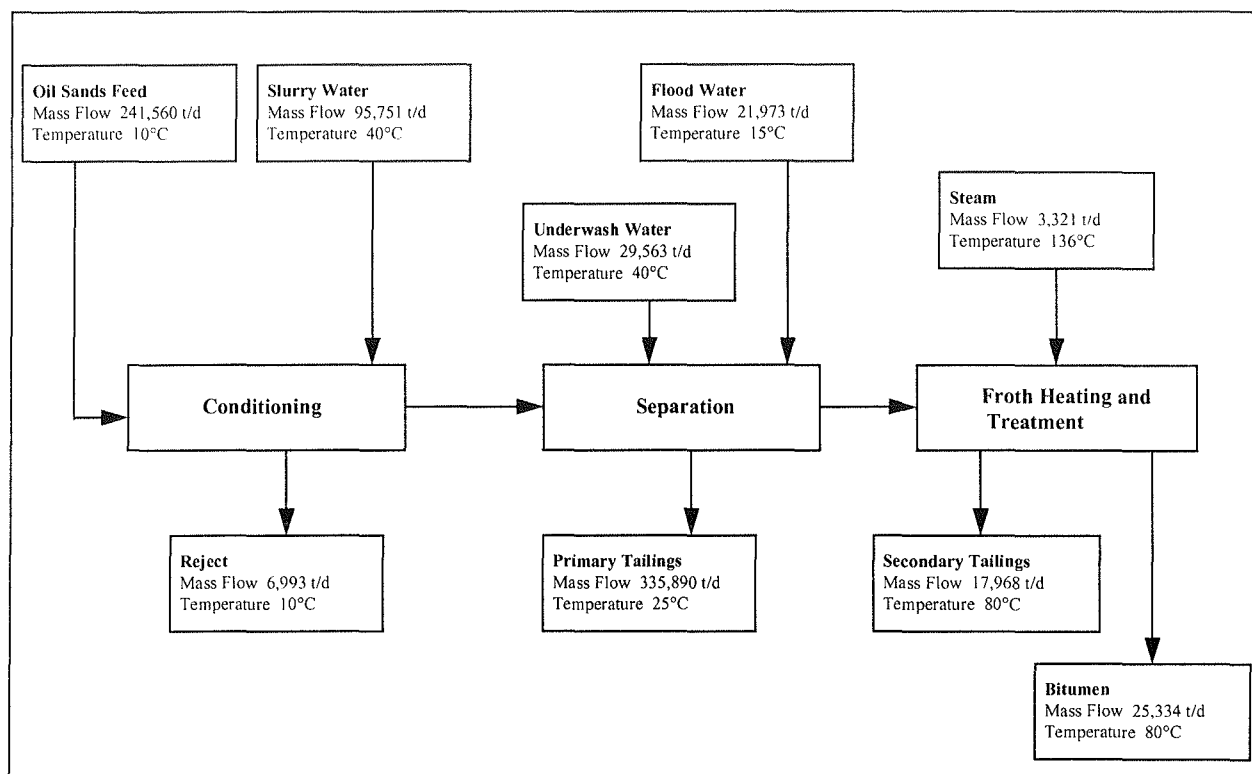 Oil Sands Feed
Mass Flow 241,560 t/d
Temperature 10°C
Slurry Water
Mass Flow 95,751 t/d
Temperature 40°C
Flood Water
Mass Flow 21,973 t/d
Temperature 15°C
Underwash Water
Mass Flow 29,563 t/d
Temperature 40°C
Steam
Mass Flow 3,321 t/d
Temperature 136°C
Conditioning
Separation
Froth Heating and
Treatment
Reject
Mass Flow 6,993 t/d
Temperature 10°C
Primary Tailings
Mass Flow 335,890 t/d
Temperature 25°C
Secondary Tailings
Mass Flow 17,968 t/d
Temperature 80°C
Bitumen
Mass Flow 25,334 t/d
Temperature 80°C